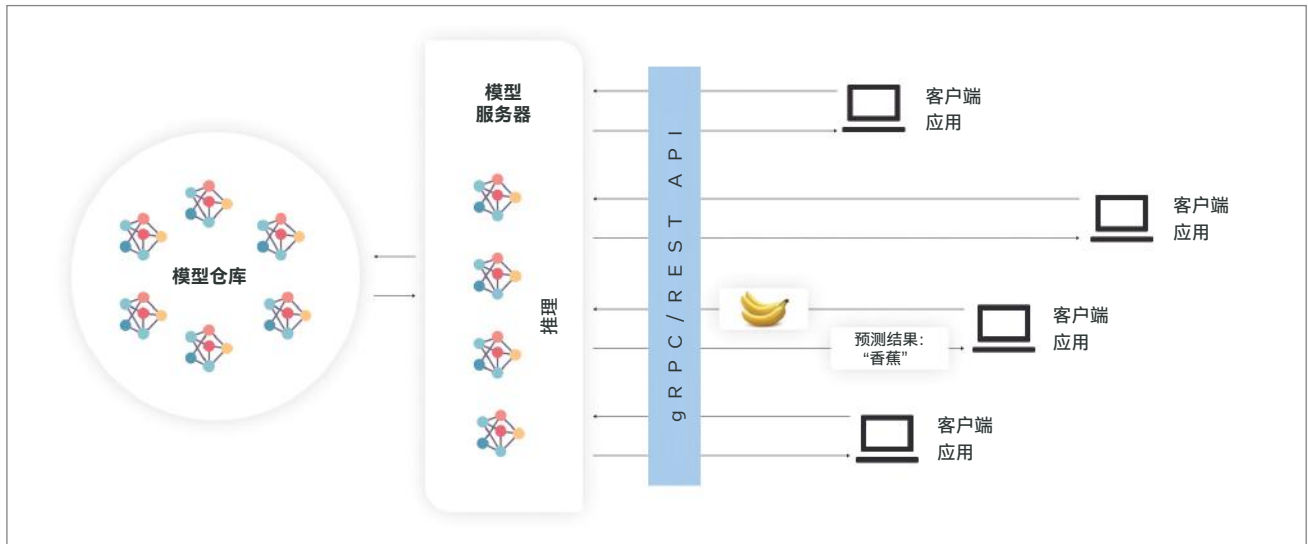 模型
服务器
模型仓库
推理
gRPC/REST API
客户端
应用
客户端
应用
客户端
应用
预测结果：
“香蕉”
客户端
应用